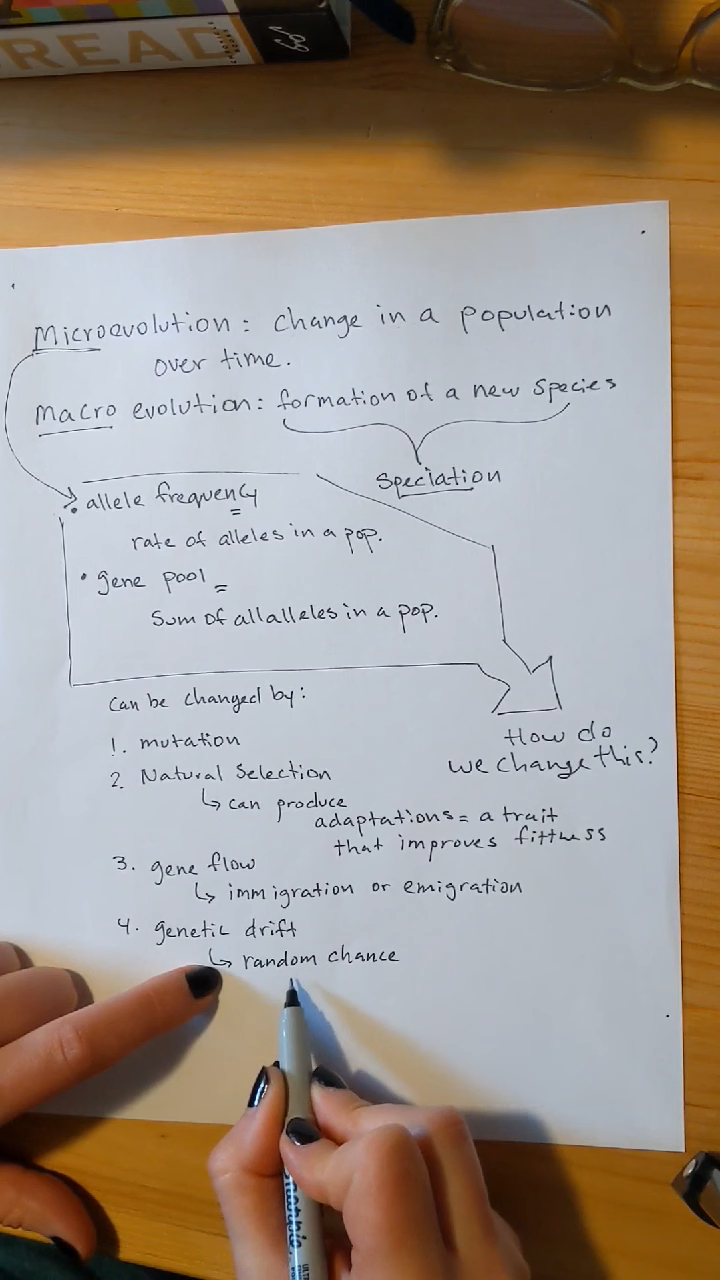 READ
Microevolution: change in a population
over time.
Macro evolution: formation of a new species
Speciation
• allele frequency =
rate of alleles in a pop.
• gene pool =
Sum of all alleles in a pop.
Can be changed by:
How do
we change this?
1. mutation
2. Natural Selection
↳ can produce
adaptations = a trait
that improves fittness
3. gene flow
↳ immigration or emigration
4. genetic drift
↳ random chance